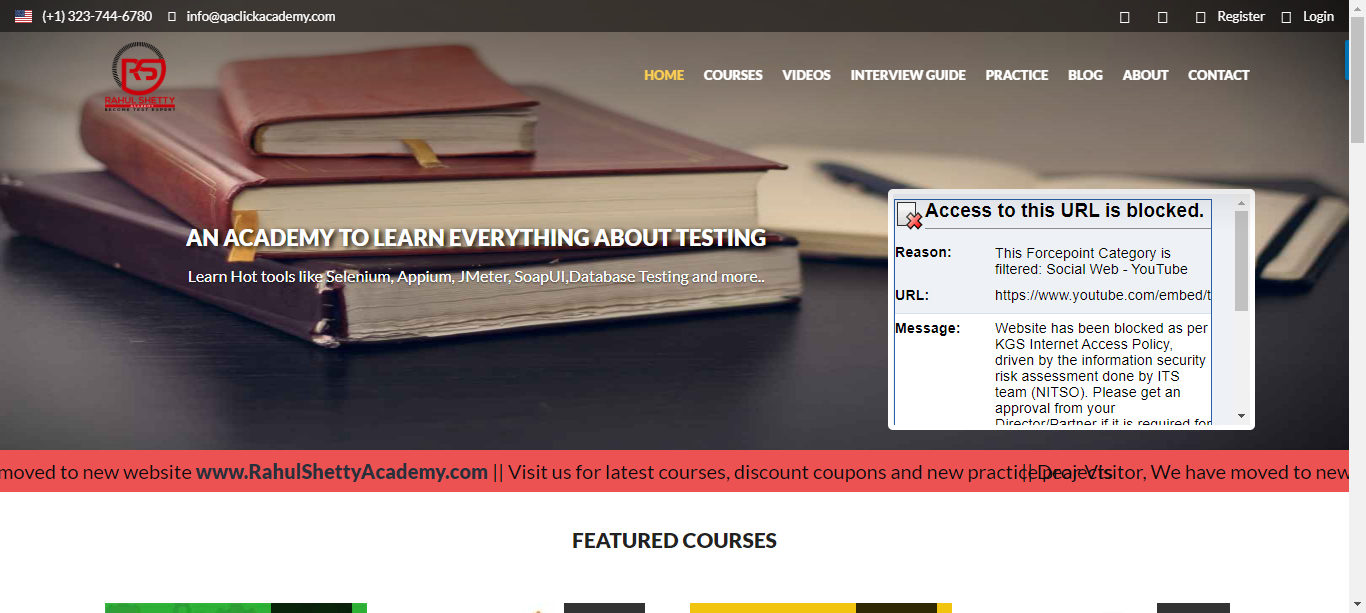 (+1) 323-744-6780 info@qaclickacademy.com Register Login
RS
RAHUL SHETTY
HOME COURSES VIDEOS INTERVIEW GUIDE PRACTICE BLOG ABOUT CONTACT
AN ACADEMY TO LEARN EVERYTHING ABOUT TESTING
Learn Hot tools like Selenium, Appium, JMeter, SoapUI,Database Testing and more..
Access to this URL is blocked.
Reason: This Forcepoint Category is
filtered: Social Web - YouTube
URL: https://www.youtube.com/embed/t
Message: Website has been blocked as per
KGS Internet Access Policy,
driven by the information security
risk assessment done by ITS
team (NITSO). Please get an
approval from your
Director/Partner if it is required for
moved to new website www.RahulShettyAcademy.com || Visit us for latest courses, discount coupons and new practice Projects || Dear Visitor, We have moved to new
FEATURED COURSES